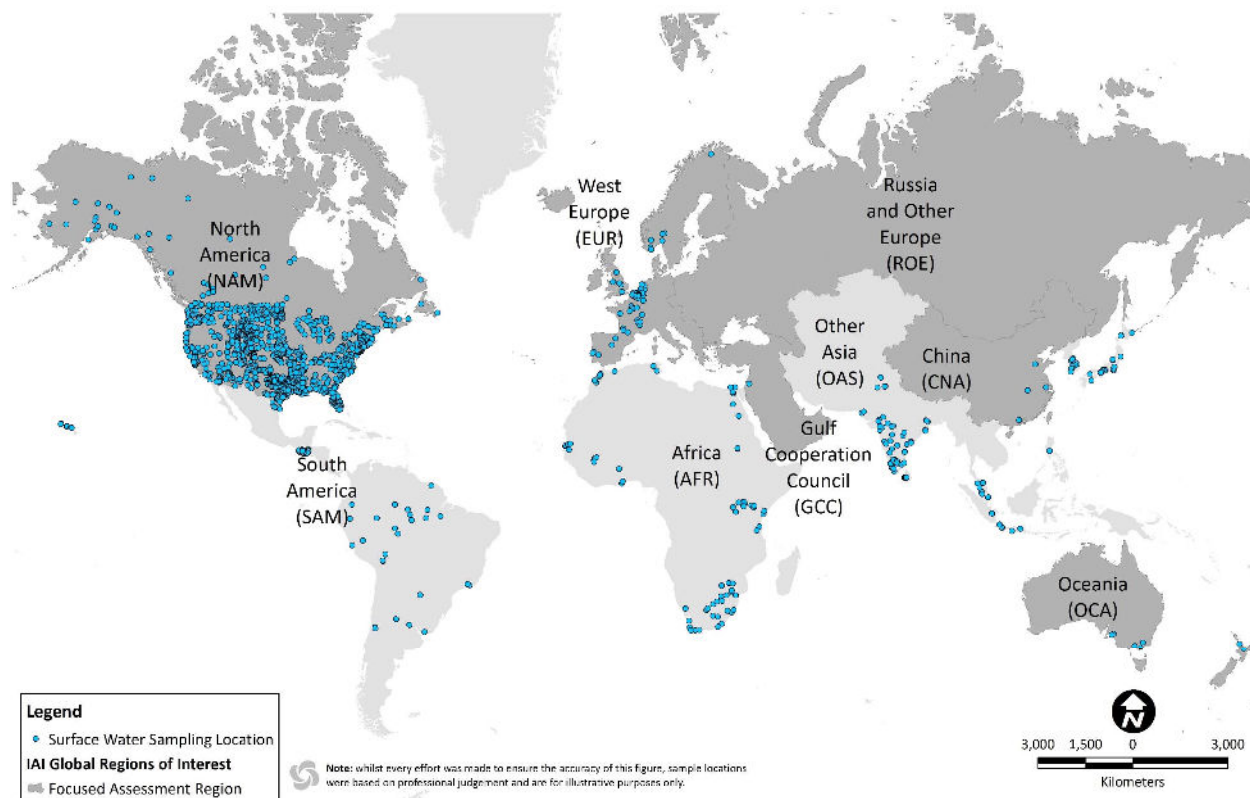 West
Europe
(EUR)
Russia
and Other
Europe
(ROE)
North
America
(NAM)
Other
Asia
(OAS)
China
(CNA)
Gulf
Cooperation
Council
(GCC)
Africa
(AFR)
South
America
(SAM)
Oceania
(OCA)
Legend
Surface Water Sampling Location
IAI Global Regions of Interest
Focused Assessment Region
Note: whilst every effort was made to ensure the accuracy of this figure, sample locations
were based on professional judgement and are for illustrative purposes only.
N
3,000 1,500 0 3,000
Kilometers